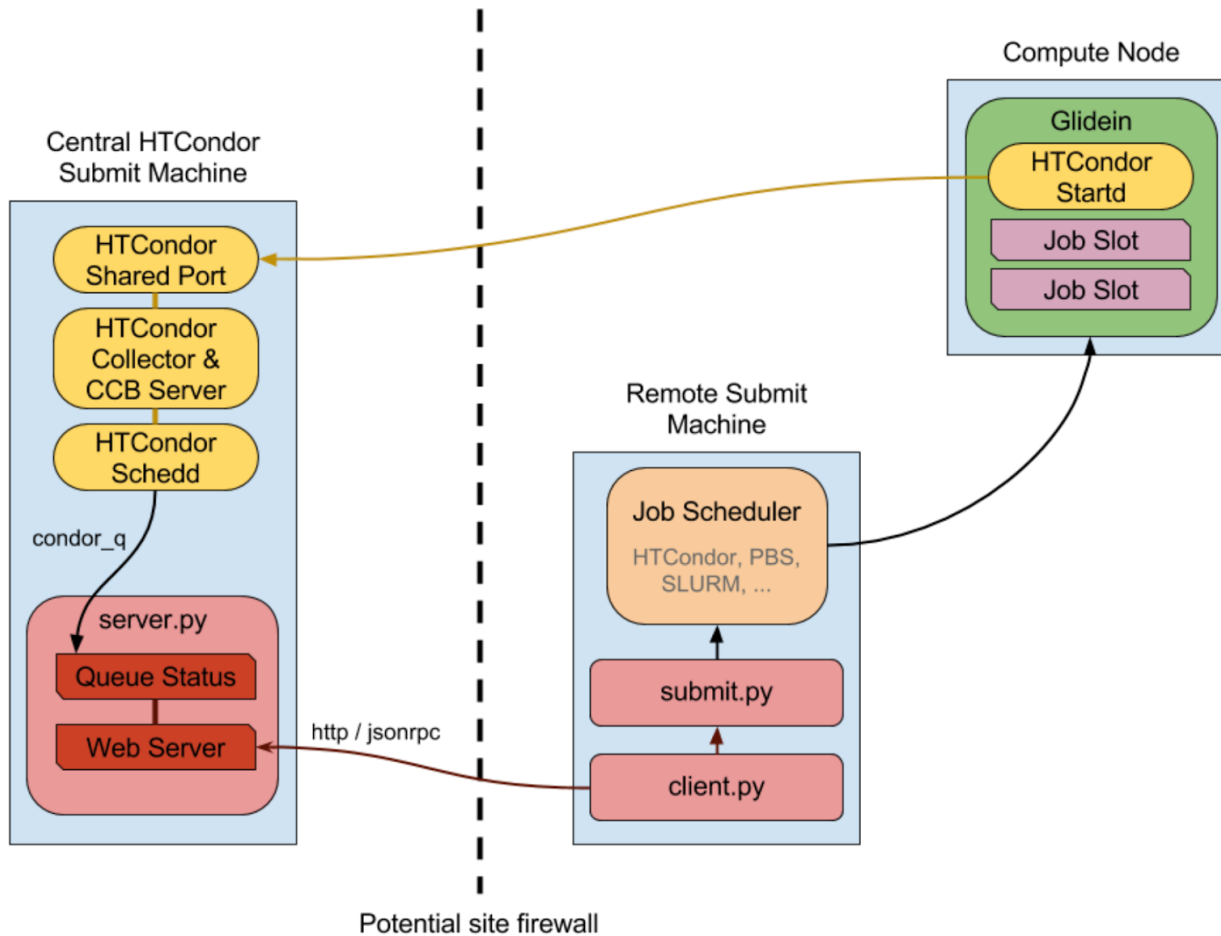 Compute Node
Glidein
HTCondor
Startd
Job Slot
Job Slot
Central HTCondor
Submit Machine
HTCondor
Shared Port
HTCondor
Collector &
CCB Server
HTCondor
Schedd
condor_q
server.py
Queue Status
Web Server
http / jsonrpc
Remote Submit
Machine
Job Scheduler
HTCondor, PBS,
SLURM, ...
submit.py
client.py
Potential site firewall